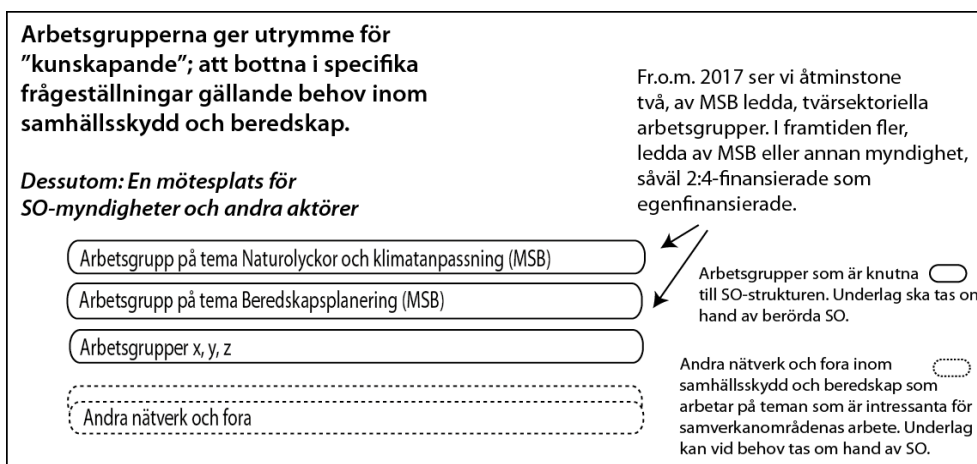 Arbetsgrupperna ger utrymme för
”kunskapande”; att bottna i specifika
frågeställningar gällande behov inom
samhällsskydd och beredskap.
Dessutom: En mötesplats för
SO-myndigheter och andra aktörer
Fr.o.m. 2017 ser vi åtminstone
två, av MSB ledda, tvärsektoriella
arbetsgrupper. I framtiden fler,
ledda av MSB eller annan myndighet,
såväl 2:4-finansierade som
egenfinansierade.
Arbetsgrupp på tema Naturolyckor och klimatanpassning (MSB)
Arbetsgrupp på tema Beredskapsplanering (MSB)
Arbetsgrupper x, y, z
Andra nätverk och fora
Arbetsgrupper som är knutna
till SO-strukturen. Underlag ska tas om
hand av berörda SO.
Andra nätverk och fora inom
samhällsskydd och beredskap som
arbetar på teman som är intressanta för
samverkanområdenas arbete. Underlag
kan vid behov tas om hand av SO.